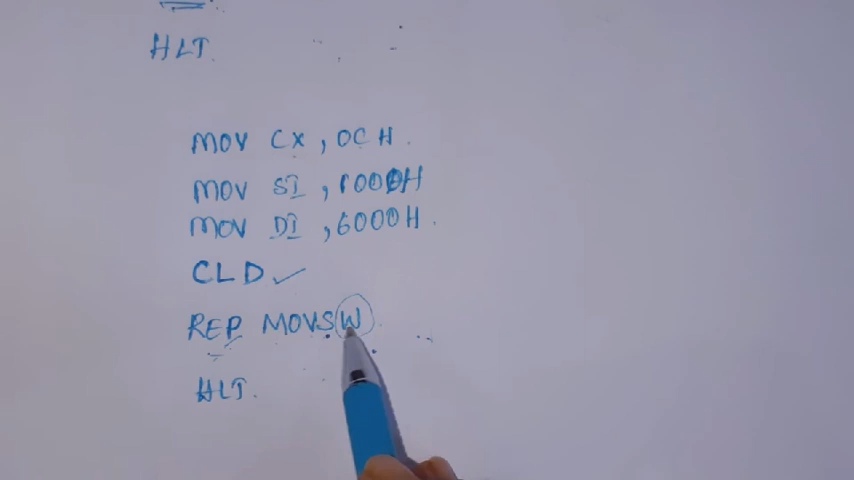 HLT.
MOV CX, 0CH.
MOV SI, 1000H
MOV DI, 6000H.
CLD ✓
REP MOVSW.
HLT.